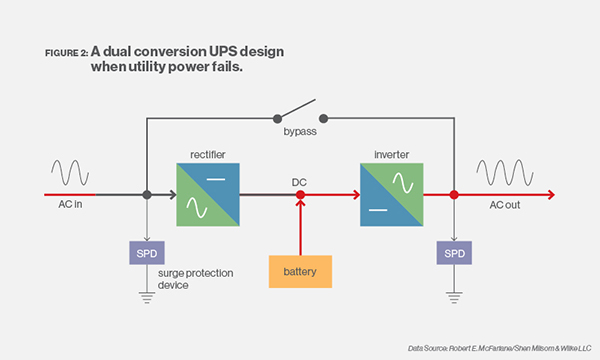 FIGURE 2: A dual conversion UPS design
when utility power fails.
bypass
rectifier
inverter
AC in
DC
AC out
SPD
surge protection
device
battery
SPD
Data Source: Robert E. McFarlane/Shen Milsom & Wilke LLC